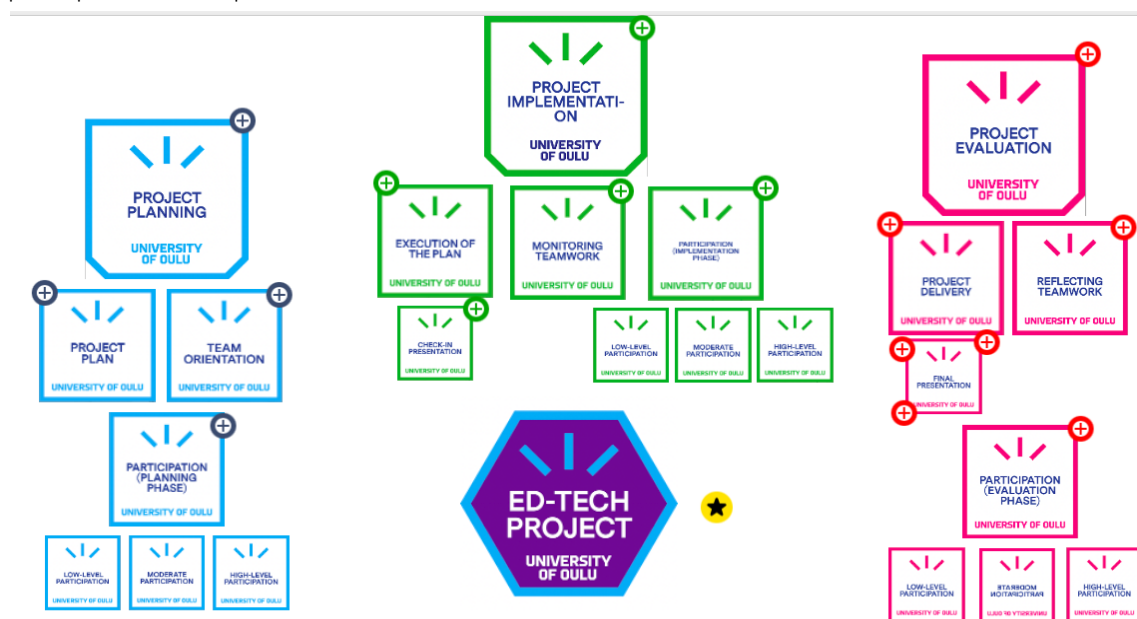 PROJECT
IMPLEMENTATI-
ON
UNIVERSITY
OF OULU
PROJECT
EVALUATION
UNIVERSITY
OF OULU
PROJECT
PLANNING
UNIVERSITY
OF OULU
EXECUTION OF
THE PLAN
UNIVERSITY OF OULU
MONITORING
TEAMWORK
UNIVERSITY OF OULU
PARTICIPATION
(IMPLEMENTATION
PHASE)
UNIVERSITY OF OULU
PROJECT
DELIVERY
UNIVERSITY OF OULU
REFLECTING
TEAMWORK
UNIVERSITY OF OULU
PROJECT
PLAN
UNIVERSITY OF OULU
TEAM
ORIENTATION
UNIVERSITY OF OULU
CHECK-IN
PRESENTATION
UNIVERSITY OF OULU
LOW-LEVEL
PARTICIPATION
UNIVERSITY OF OULU
MODERATE
PARTICIPATION
UNIVERSITY OF OULU
HIGH-LEVEL
PARTICIPATION
UNIVERSITY OF OULU
FINAL
PRESENTATION
UNIVERSITY OF OULU
PARTICIPATION
(PLANNING
PHASE)
UNIVERSITY OF OULU
ED-TECH
PROJECT
UNIVERSITY
OF OULU
PARTICIPATION
(EVALUATION
PHASE)
UNIVERSITY OF OULU
LOW-LEVEL
PARTICIPATION
UNIVERSITY OF OULU
MODERATE
PARTICIPATION
UNIVERSITY OF OULU
HIGH-LEVEL
PARTICIPATION
UNIVERSITY OF OULU
LOW-LEVEL
PARTICIPATION
UNIVERSITY OF OULU
MODERATE
PARTICIPATION
UNIVERSITY OF OULU
HIGH-LEVEL
PARTICIPATION
UNIVERSITY OF OULU